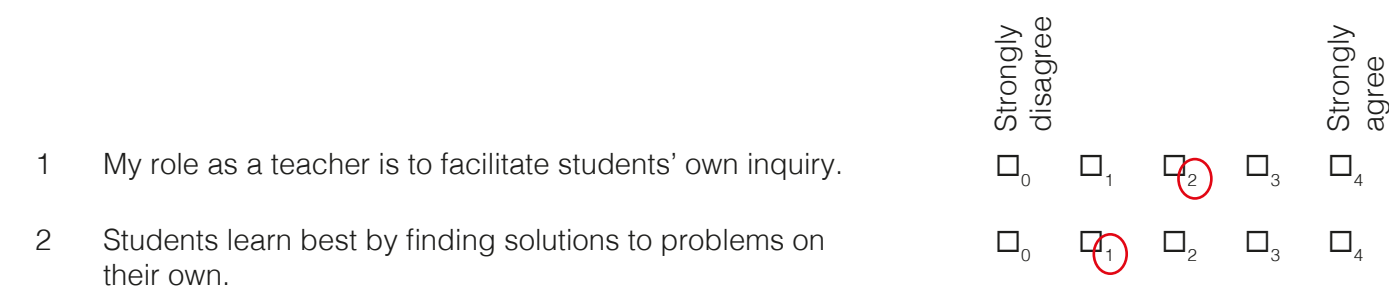 Strongly
disagree
Strongly
agree
1 My role as a teacher is to facilitate students’ own inquiry. □0 □1 □2 □3 □4
2 Students learn best by finding solutions to problems on □0 □1 □2 □3 □4
their own.